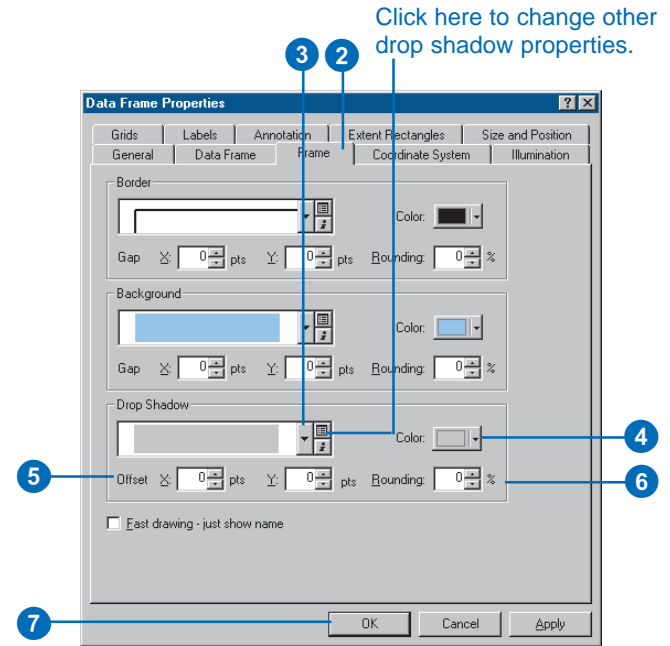 Click here to change other
drop shadow properties.
3 2
Data Frame Properties
Grids Labels Annotation Extent Rectangles Size and Position
General Data Frame Frame Coordinate System Illumination
Border
Color:
Gap X: 0 pts Y: 0 pts Rounding: 0 %
Background
Color:
Gap X: 0 pts Y: 0 pts Rounding: 0 %
Drop Shadow
Color: 4
5 Offset X: 0 pts Y: 0 pts Rounding: 0 % 6
Fast drawing - just show name
7 OK Cancel Apply